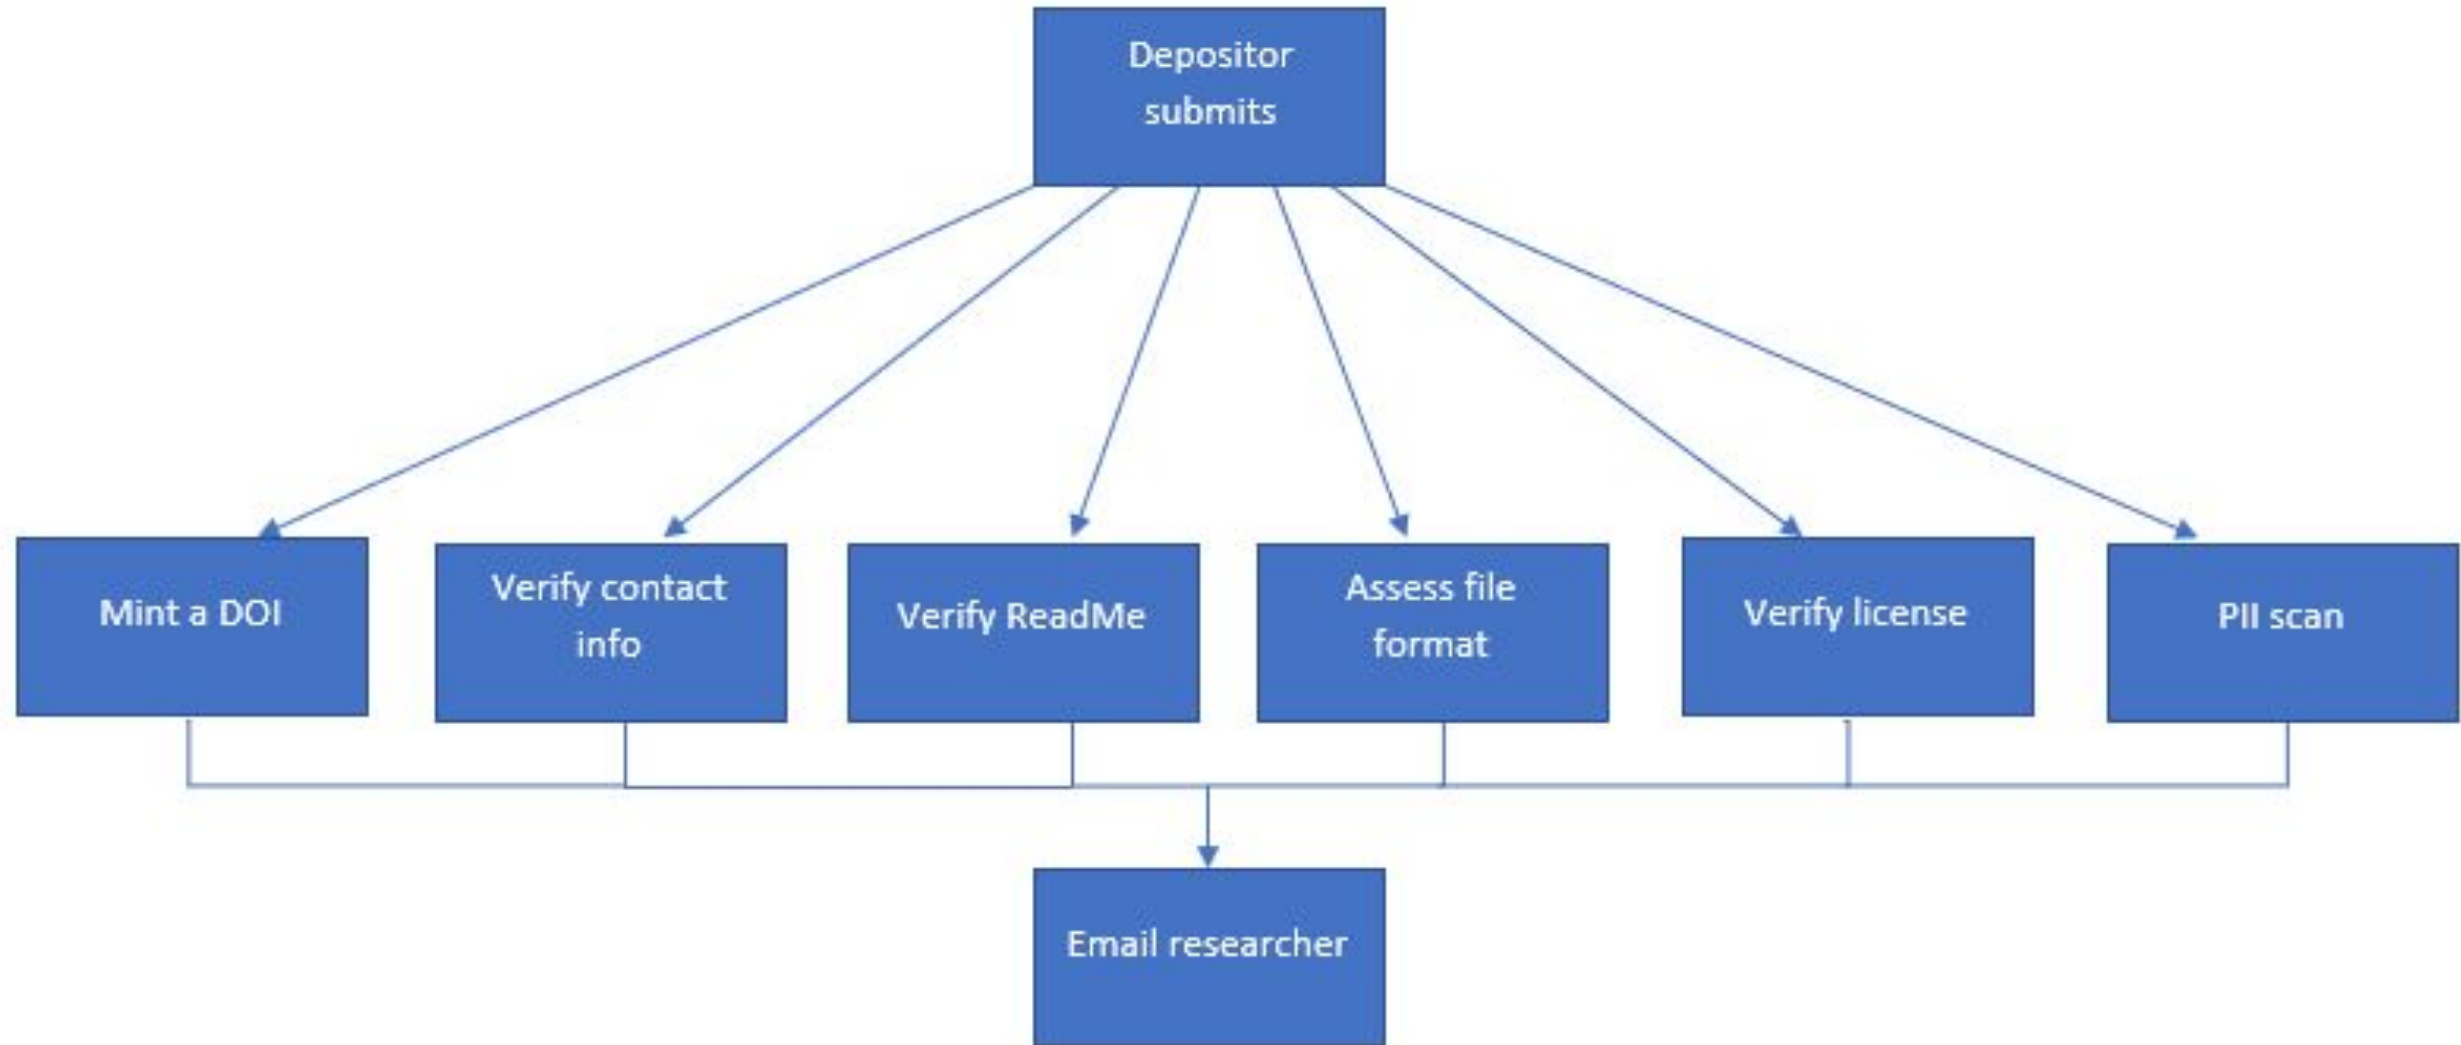 Depositor
submits
Mint a DOI
Verify contact
info
Verify ReadMe
Assess file
format
Verify license
PII scan
Email researcher